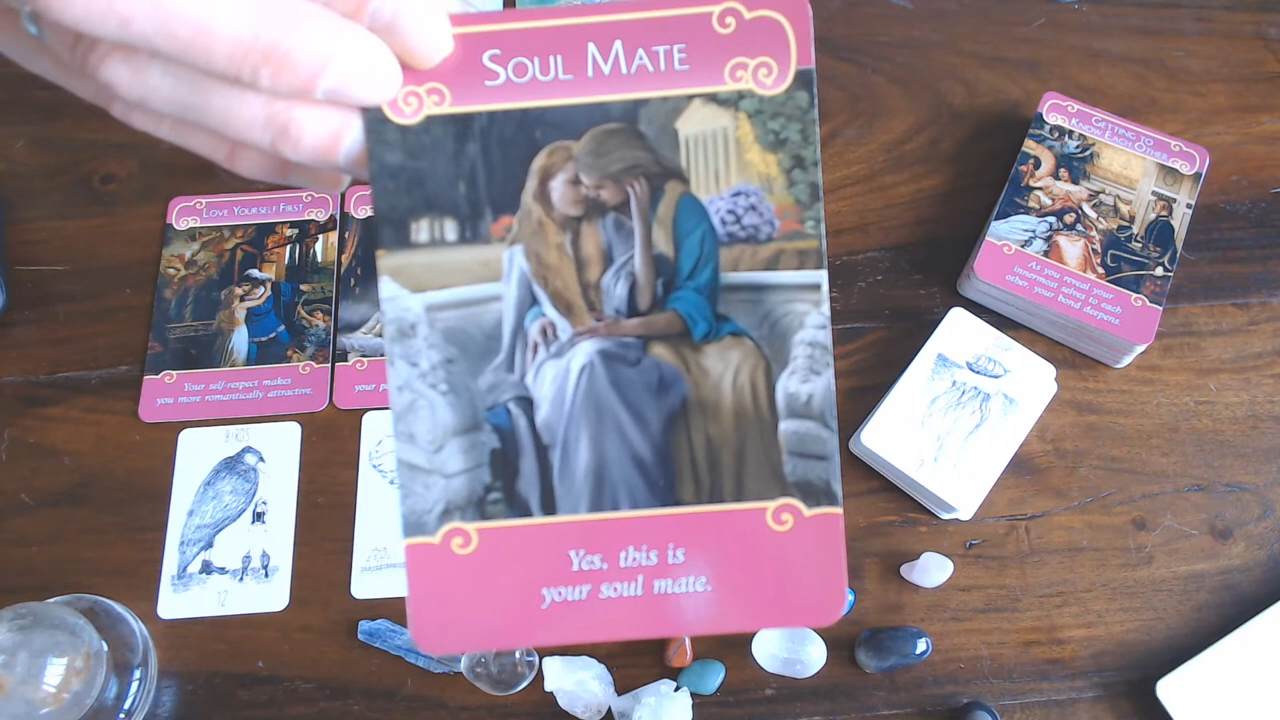 SOUL MATE
Yes, this is
your soul mate.
LOVE YOURSELF FIRST
Your self-respect makes
you more romantically attractive.
your p
BIRDS
12
GETTING TO
KNOW EACH OTHER
As you reveal your
innermost selves to each
other, your bond deepens.